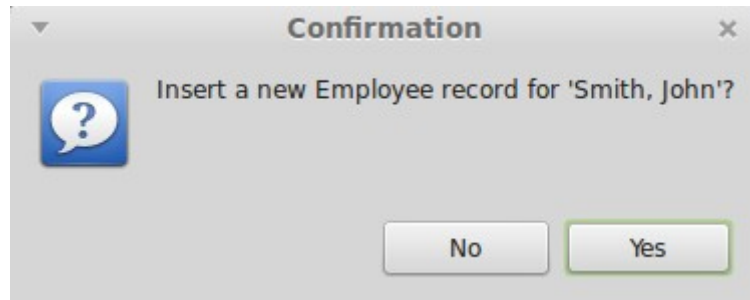 Confirmation
Insert a new Employee record for 'Smith, John'?
No Yes